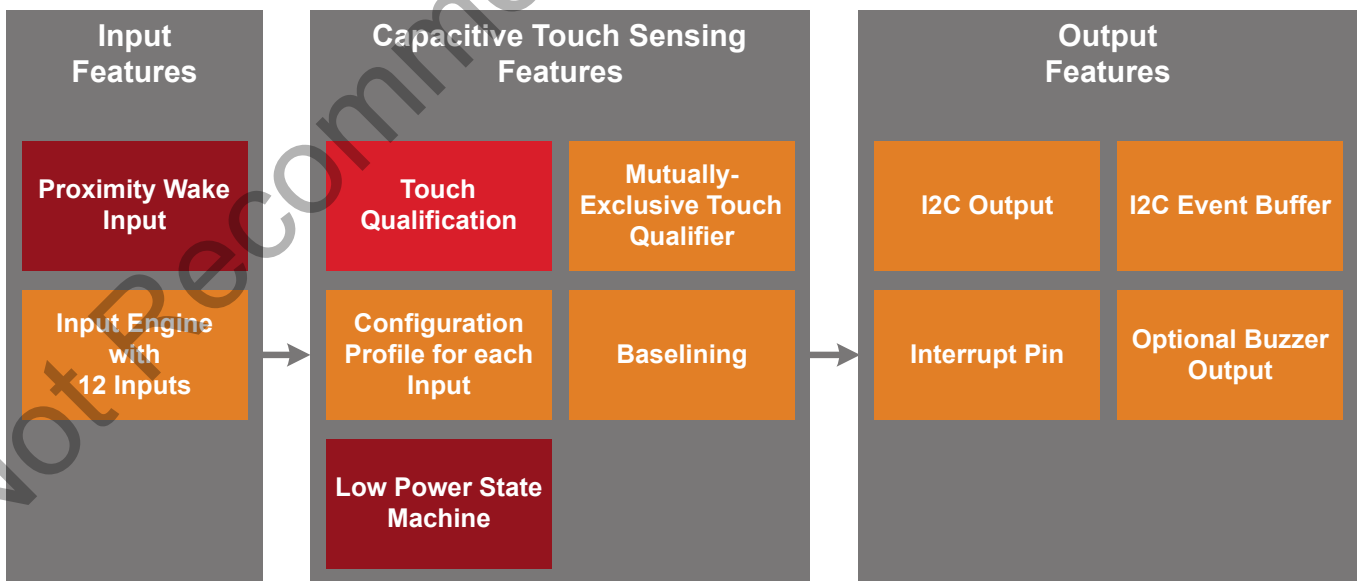 Input
Features
Proximity Wake
Input
Input Engine
with
12 Inputs
Capacitive Touch Sensing
Features
Touch
Qualification
Mutually-
Exclusive Touch
Qualifier
Configuration
Profile for each
Input
Baselining
Low Power State
Machine
Output
Features
I2C Output
I2C Event Buffer
Interrupt Pin
Optional Buzzer
Output
Not